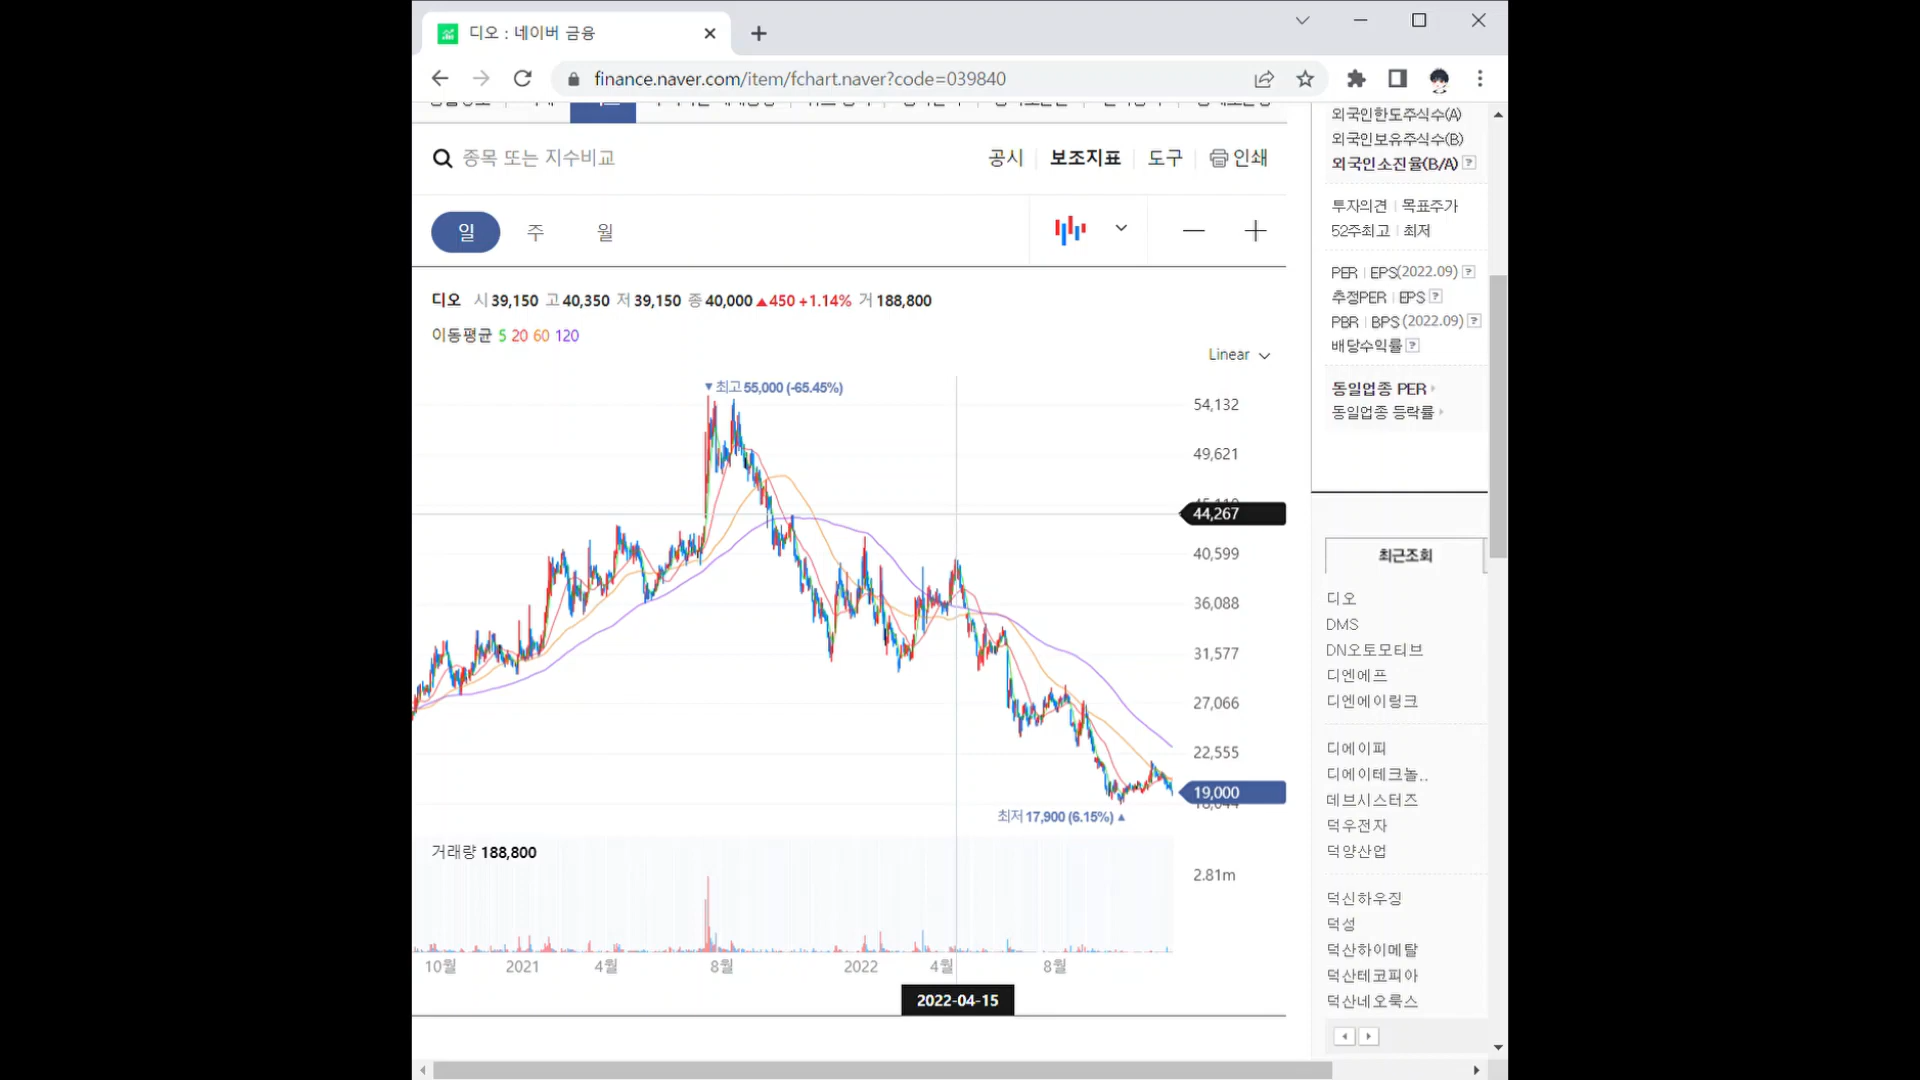 디오 : 네이버 금융
finance.naver.com/item/fchart.naver?code=039840
종목 또는 지수비교
공시 보조지표 도구 인쇄
일 주 월
디오 시 39,150 고 40,350 저 39,150 종 40,000 ▲450 +1.14% 거 188,800
이동평균 5 20 60 120
Linear
▼최고 55,000 (-65.45%)
54,132
49,621
44,267
40,599
36,088
31,577
27,066
22,555
19,000
최저 17,900 (6.15%) ▲
거래량 188,800
2.81m
10월 2021 4월 8월 2022 4월 8월
2022-04-15
외국인한도주식수(A)
외국인보유주식수(B)
외국인소진율(B/A) ?
투자의견 | 목표주가
52주최고 | 최저
PER | EPS(2022.09) ?
추정PER | EPS ?
PBR | BPS (2022.09) ?
배당수익률 ?
동일업종 PER
동일업종 등락률
최근조회
디오
DMS
DN오토모티브
디엔에프
디엔에이링크
디에이피
디에이테크놀..
데브시스터즈
덕우전자
덕양산업
덕신하우징
덕성
덕산하이메탈
덕산테코피아
덕산네오룩스